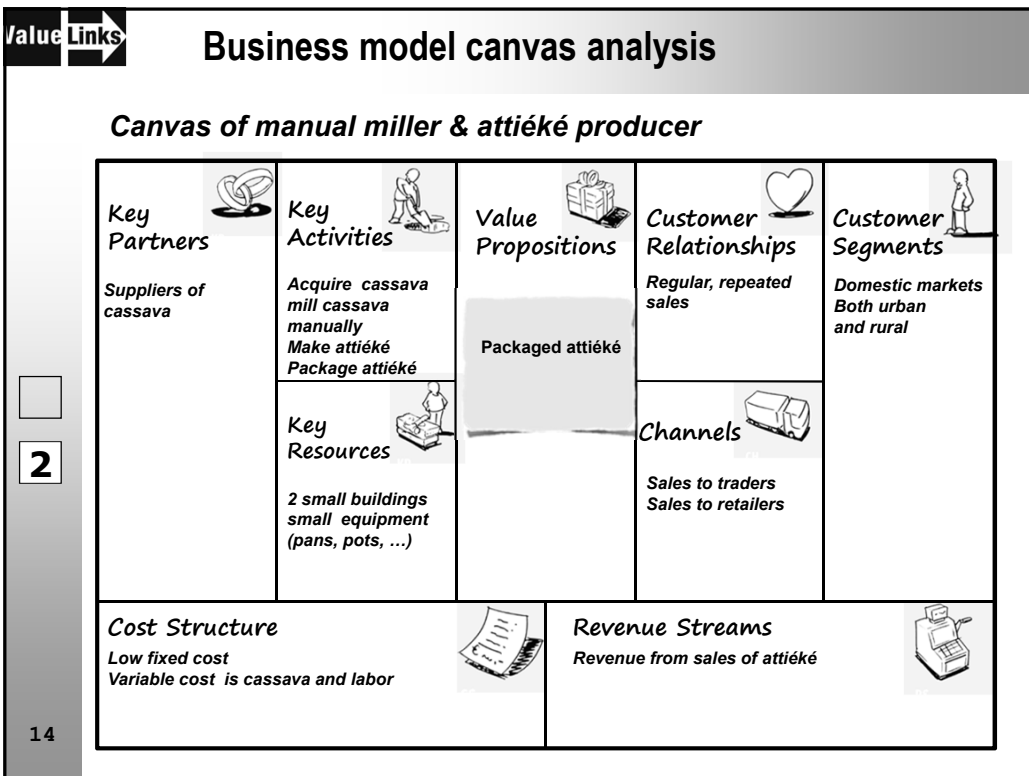 Value Links
Business model canvas analysis
Canvas of manual miller & attiéké producer
Key
Partners
Suppliers of
cassava
Key
Activities
Acquire cassava
mill cassava
manually
Make attiéké
Package attiéké
Key
Resources
2 small buildings
small equipment
(pans, pots, …)
Value
Propositions
Packaged attiéké
Customer
Relationships
Regular, repeated
sales
Channels
Sales to traders
Sales to retailers
Customer
Segments
Domestic markets
Both urban
and rural
Cost Structure
Low fixed cost
Variable cost is cassava and labor
Revenue Streams
Revenue from sales of attiéké
2
14